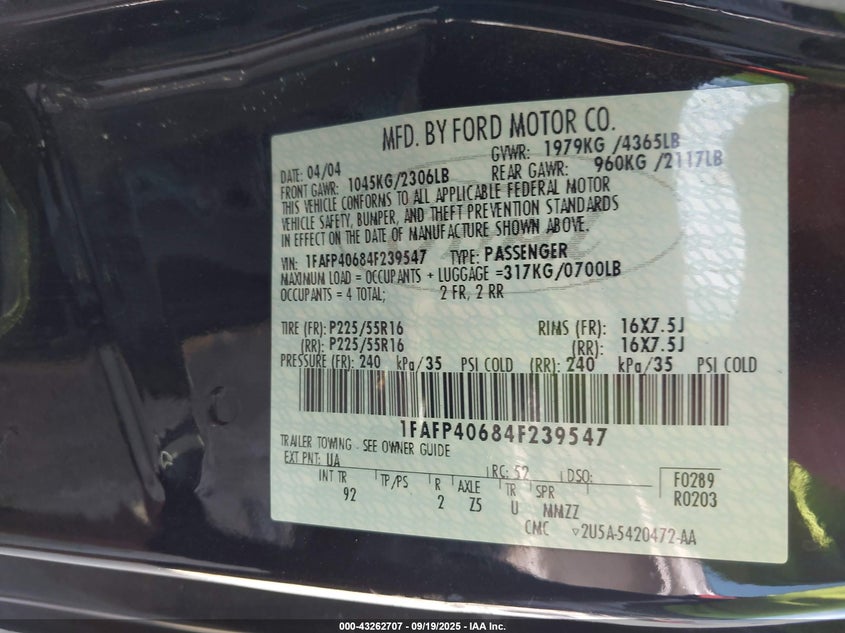 MFD. BY FORD MOTOR CO.
DATE: 04/04 GVWR: 1979KG /4365LB
FRONT GAWR: 1045KG/2306LB REAR GAWR: 960KG /2117LB
THIS VEHICLE CONFORMS TO ALL APPLICABLE FEDERAL MOTOR
VEHICLE SAFETY, BUMPER, AND THEFT PREVENTION STANDARDS
IN EFFECT ON THE DATE OF MANUFACTURE SHOWN ABOVE.
VIN: 1FAFP40684F239547 TYPE: PASSENGER
MAXIMUM LOAD = OCCUPANTS + LUGGAGE =317KG/0700LB
OCCUPANTS = 4 TOTAL; 2 FR, 2 RR
TIRE (FR): P225/55R16 RIMS (FR): 16X7.5J
(RR): P225/55R16 (RR): 16X7.5J
PRESSURE (FR): 240 kPa/35 PSI COLD (RR): 240 kPa/35 PSI COLD
1FAFP40684F239547
TRAILER TOWING - SEE OWNER GUIDE
EXT PNT: UA RC: 52 DSO: F0289
INT TR TP/PS R AXLE TR SPR R0203
92 2 Z5 U MMZZ
CMC 2U5A-5420472-AA
000-43262707 - 09/19/2025 - IAA Inc.